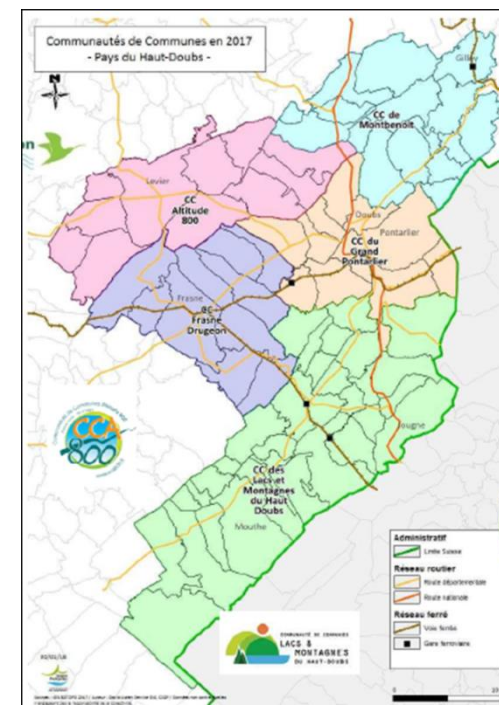 Communautés de Communes en 2017
- Pays du Haut-Doubs -
N
Gilley
CC de
Montbenoit
on
Levier
CC
Altitude
800
Doubs
Pontarlier
CC du
Grand
Pontarlier
Frasne
CC
Frasne
Drugeon
CCA
800
Jougne
CC des
Lacs et
Montagnes
du Haut
Doubs
Mouthe
Administratif
Limite Suisse
Réseau routier
Route départementale
Route nationale
Réseau ferré
Voie ferrée
Gare ferroviaire
COMMUNAUTÉ DE COMMUNES
LACS &
MONTAGNES
DU HAUT-DOUBS
0